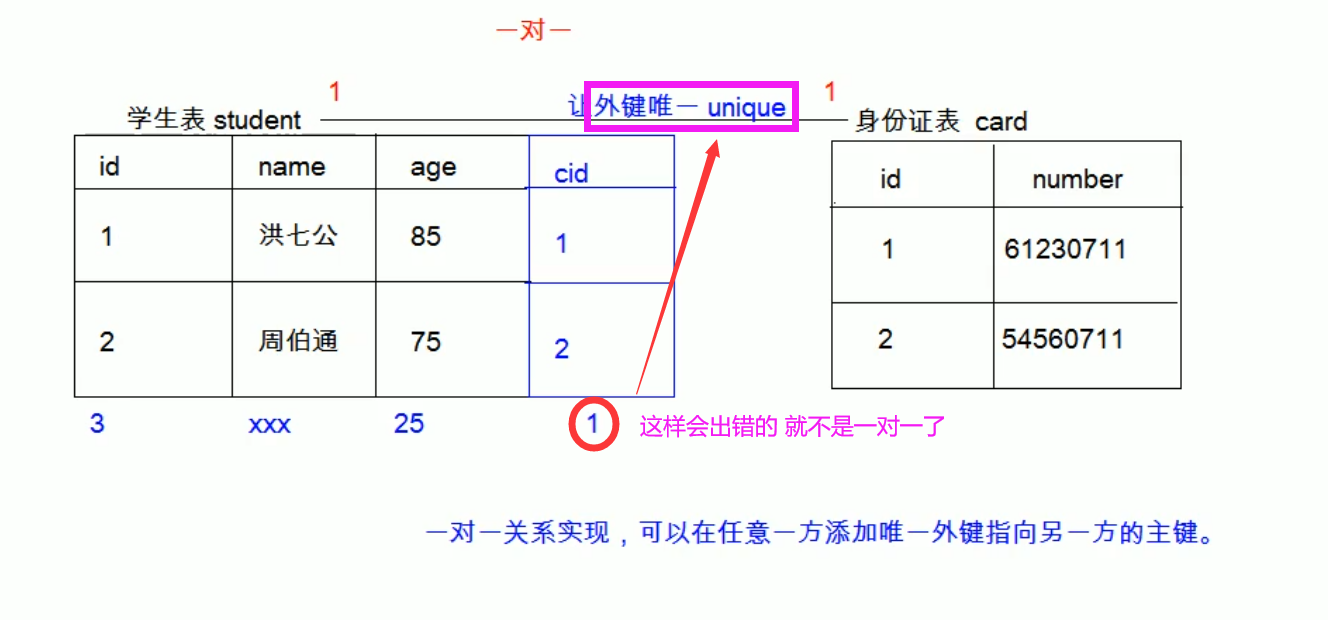 一对一
1 让外键唯一 unique 1
学生表 student 身份证表 card
id name age cid id number
1 洪七公 85 1 1 61230711
2 周伯通 75 2 2 54560711
3 xxx 25 1 这样会出错的 就不是一对一了
一对一关系实现，可以在任意一方添加唯一外键指向另一方的主键。